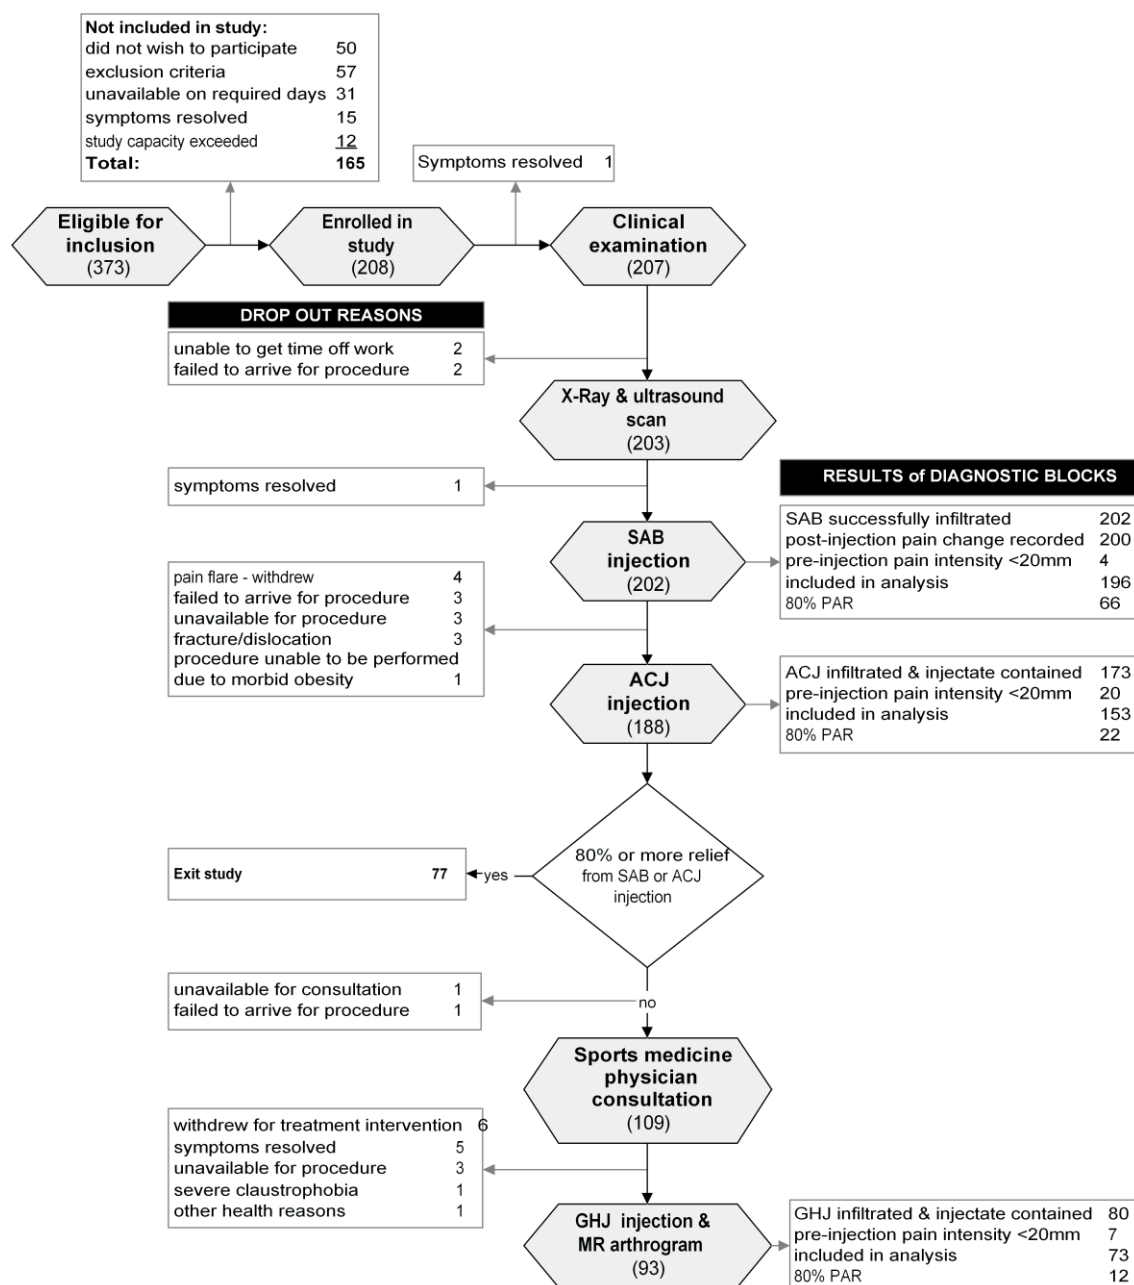 Not included in study:
did not wish to participate 50
exclusion criteria 57
unavailable on required days 31
symptoms resolved 15
study capacity exceeded 12
Total: 165
Symptoms resolved 1
Eligible for
inclusion
(373)
Enrolled in
study
(208)
Clinical
examination
(207)
DROP OUT REASONS
unable to get time off work 2
failed to arrive for procedure 2
X-Ray & ultrasound
scan
(203)
symptoms resolved 1
RESULTS of DIAGNOSTIC BLOCKS
SAB
injection
(202)
SAB successfully infiltrated 202
post-injection pain change recorded 200
pre-injection pain intensity <20mm 4
included in analysis 196
80% PAR 66
pain flare - withdrew 4
failed to arrive for procedure 3
unavailable for procedure 3
fracture/dislocation 3
procedure unable to be performed
due to morbid obesity 1
ACJ
injection
(188)
ACJ infiltrated & injectate contained 173
pre-injection pain intensity <20mm 20
included in analysis 153
80% PAR 22
80% or more relief
from SAB or ACJ
injection
yes
Exit study 77
no
unavailable for consultation 1
failed to arrive for procedure 1
Sports medicine
physician
consultation
(109)
withdrew for treatment intervention 6
symptoms resolved 5
unavailable for procedure 3
severe claustrophobia 1
other health reasons 1
GHJ injection &
MR arthrogram
(93)
GHJ infiltrated & injectate contained 80
pre-injection pain intensity <20mm 7
included in analysis 73
80% PAR 12